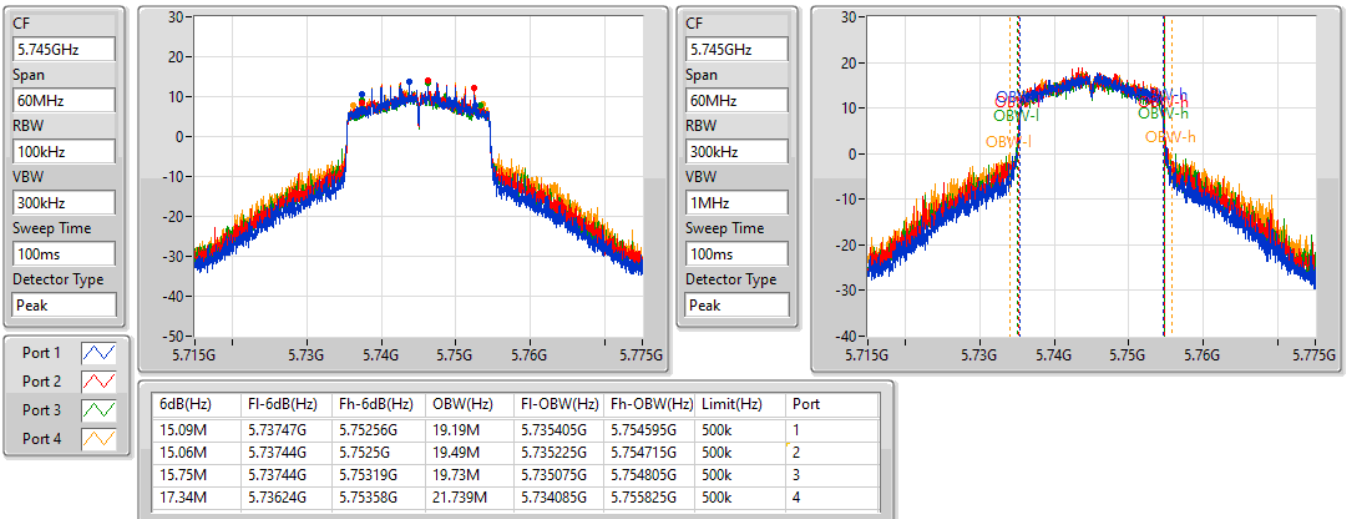 CF
5.745GHz
Span
60MHz
RBW
100kHz
VBW
300kHz
Sweep Time
100ms
Detector Type
Peak
30
20
10
0
-10
-20
-30
-40
-50
5.715G 5.73G 5.74G 5.75G 5.76G 5.775G
CF
5.745GHz
Span
60MHz
RBW
300kHz
VBW
1MHz
Sweep Time
100ms
Detector Type
Peak
30
20
10
0
-10
-20
-30
-40
OBW-h
OBW-l OBW-h
OBW-l OBW-h
5.715G 5.73G 5.74G 5.75G 5.76G 5.775G
Port 1
Port 2
Port 3
Port 4
6dB(Hz) Fl-6dB(Hz) Fh-6dB(Hz) OBW(Hz) Fl-OBW(Hz) Fh-OBW(Hz) Limit(Hz) Port
15.09M 5.73747G 5.75256G 19.19M 5.735405G 5.754595G 500k 1
15.06M 5.73744G 5.7525G 19.49M 5.735225G 5.754715G 500k 2
15.75M 5.73744G 5.75319G 19.73M 5.735075G 5.754805G 500k 3
17.34M 5.73624G 5.75358G 21.739M 5.734085G 5.755825G 500k 4